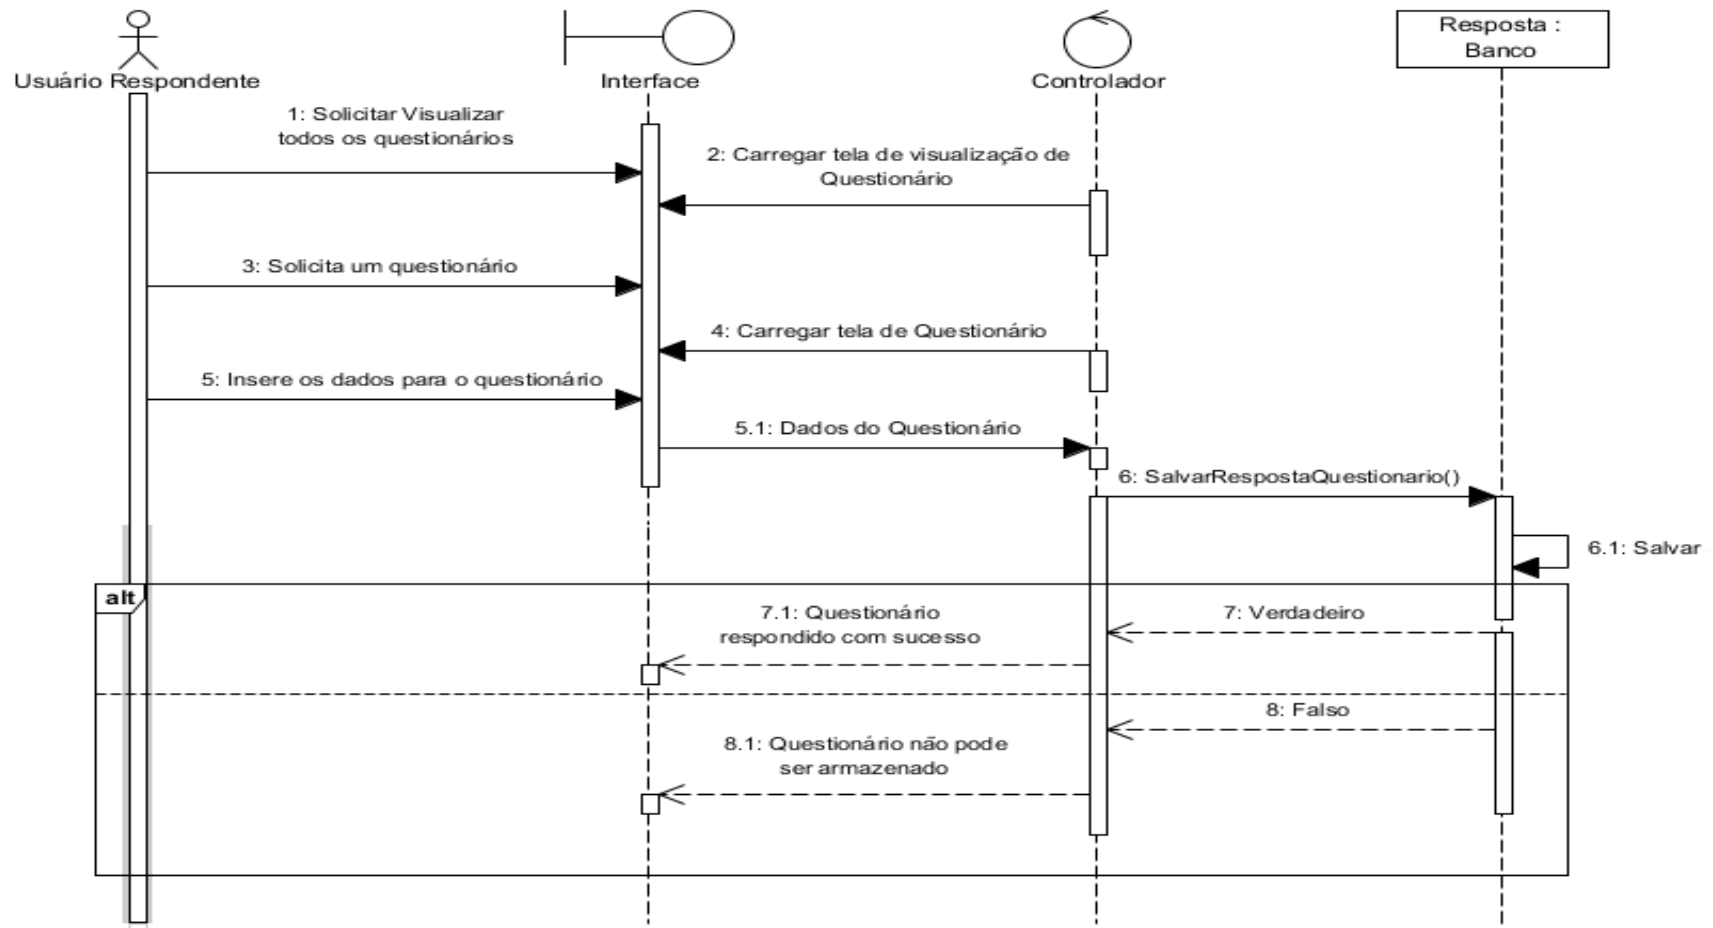 Usuário Respondente
Interface
Controlador
Resposta :
Banco
1: Solicitar Visualizar
todos os questionários
2: Carregar tela de visualização de
Questionário
3: Solicita um questionário
4: Carregar tela de Questionário
5: Insere os dados para o questionário
5.1: Dados do Questionário
6: SalvarRespostaQuestionario()
6.1: Salvar
alt
7: Verdadeiro
7.1: Questionário
respondido com sucesso
8: Falso
8.1: Questionário não pode
ser armazenado